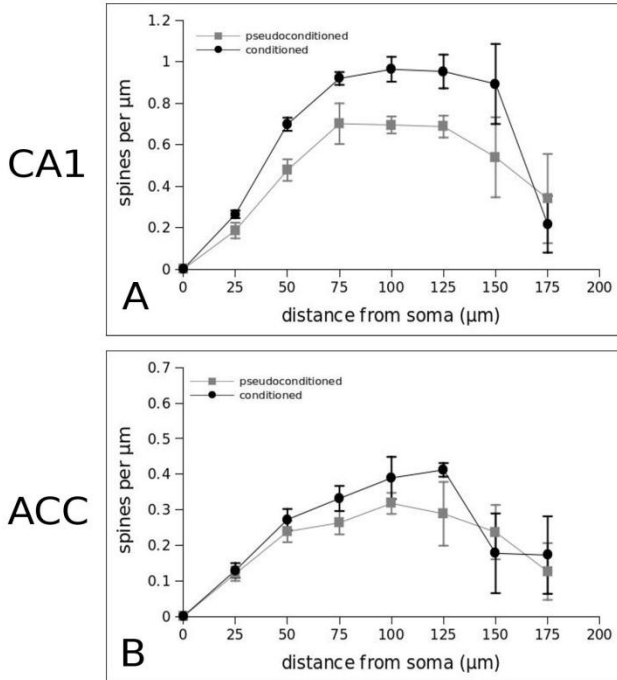 CA1
pseudoconditioned
conditioned
spines per µm
1.2
1
0.8
0.6
0.4
0.2
0
0 25 50 75 100 125 150 175 200
distance from soma (µm)
A
ACC
pseudoconditioned
conditioned
spines per µm
0.7
0.6
0.5
0.4
0.3
0.2
0.1
0
0 25 50 75 100 125 150 175 200
distance from soma (µm)
B